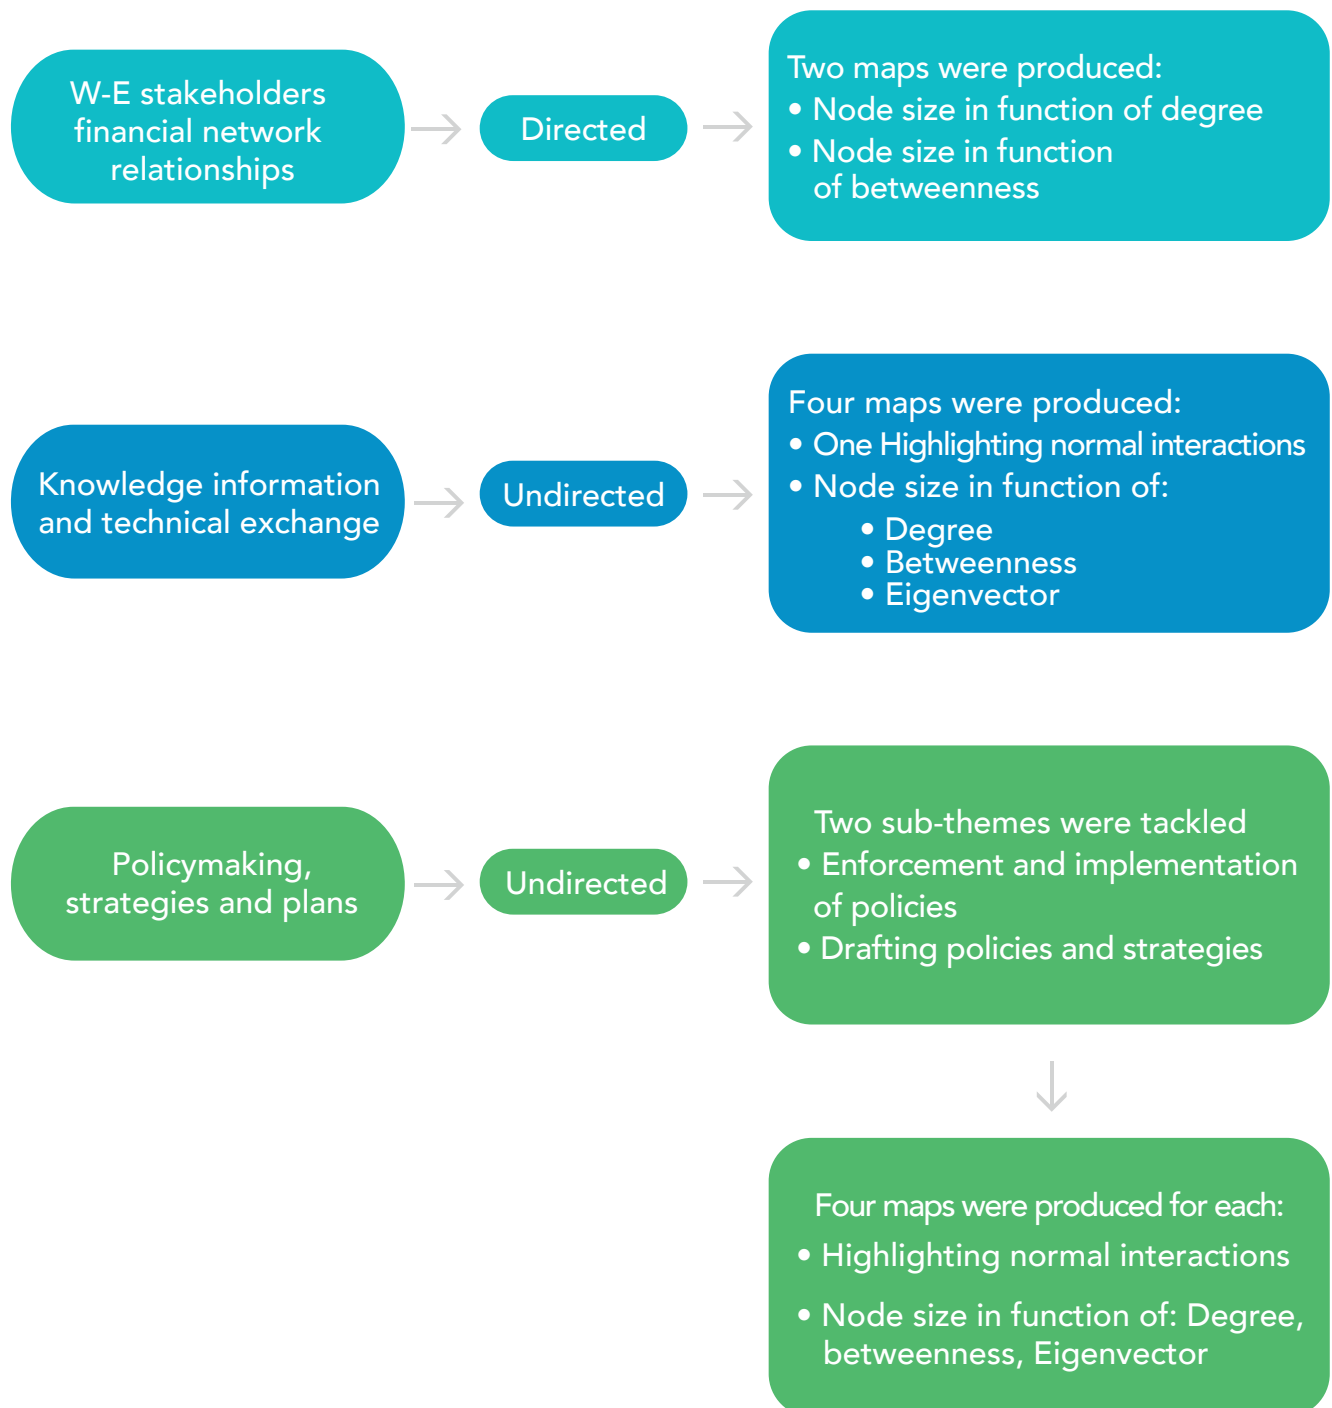 W-E stakeholders
financial network
relationships
Directed
Two maps were produced:
• Node size in function of degree
• Node size in function
of betweenness
Knowledge information
and technical exchange
Undirected
Four maps were produced:
• One Highlighting normal interactions
• Node size in function of:
• Degree
• Betweenness
• Eigenvector
Policymaking,
strategies and plans
Undirected
Two sub-themes were tackled
• Enforcement and implementation
of policies
• Drafting policies and strategies
Four maps were produced for each:
• Highlighting normal interactions
• Node size in function of: Degree,
betweenness, Eigenvector